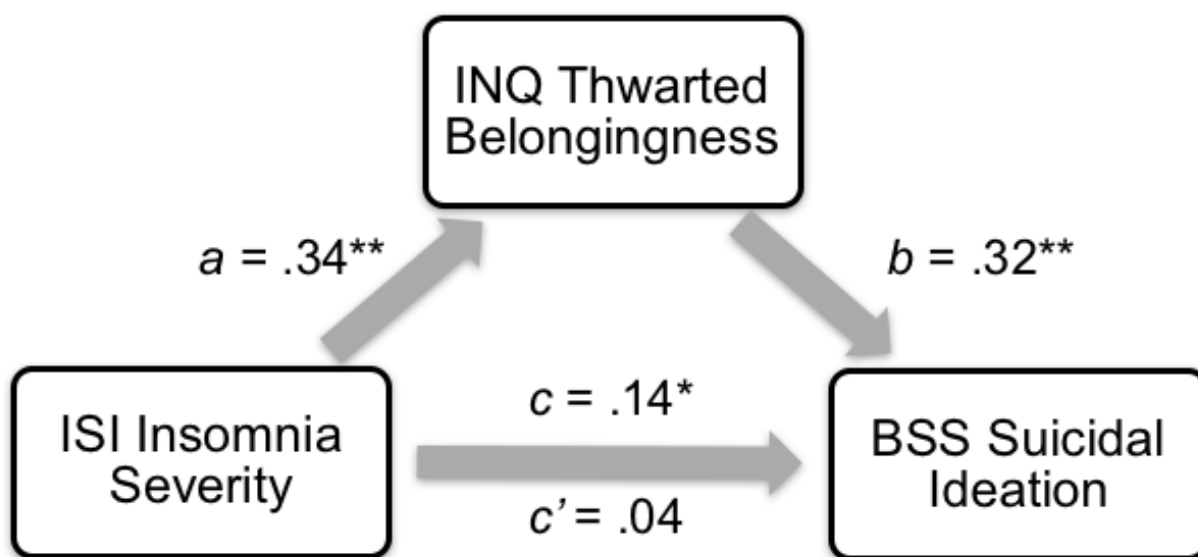 INQ Thwarted
Belongingness
a = .34**
b = .32**
c = .14*
ISI Insomnia
Severity
BSS Suicidal
Ideation
c’ = .04